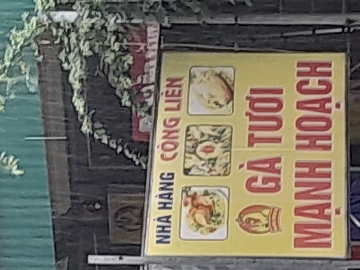 NHÀ HÀNG CÔNG LIÊN
GÀ TƯƠI
MẠNH HOẠCH